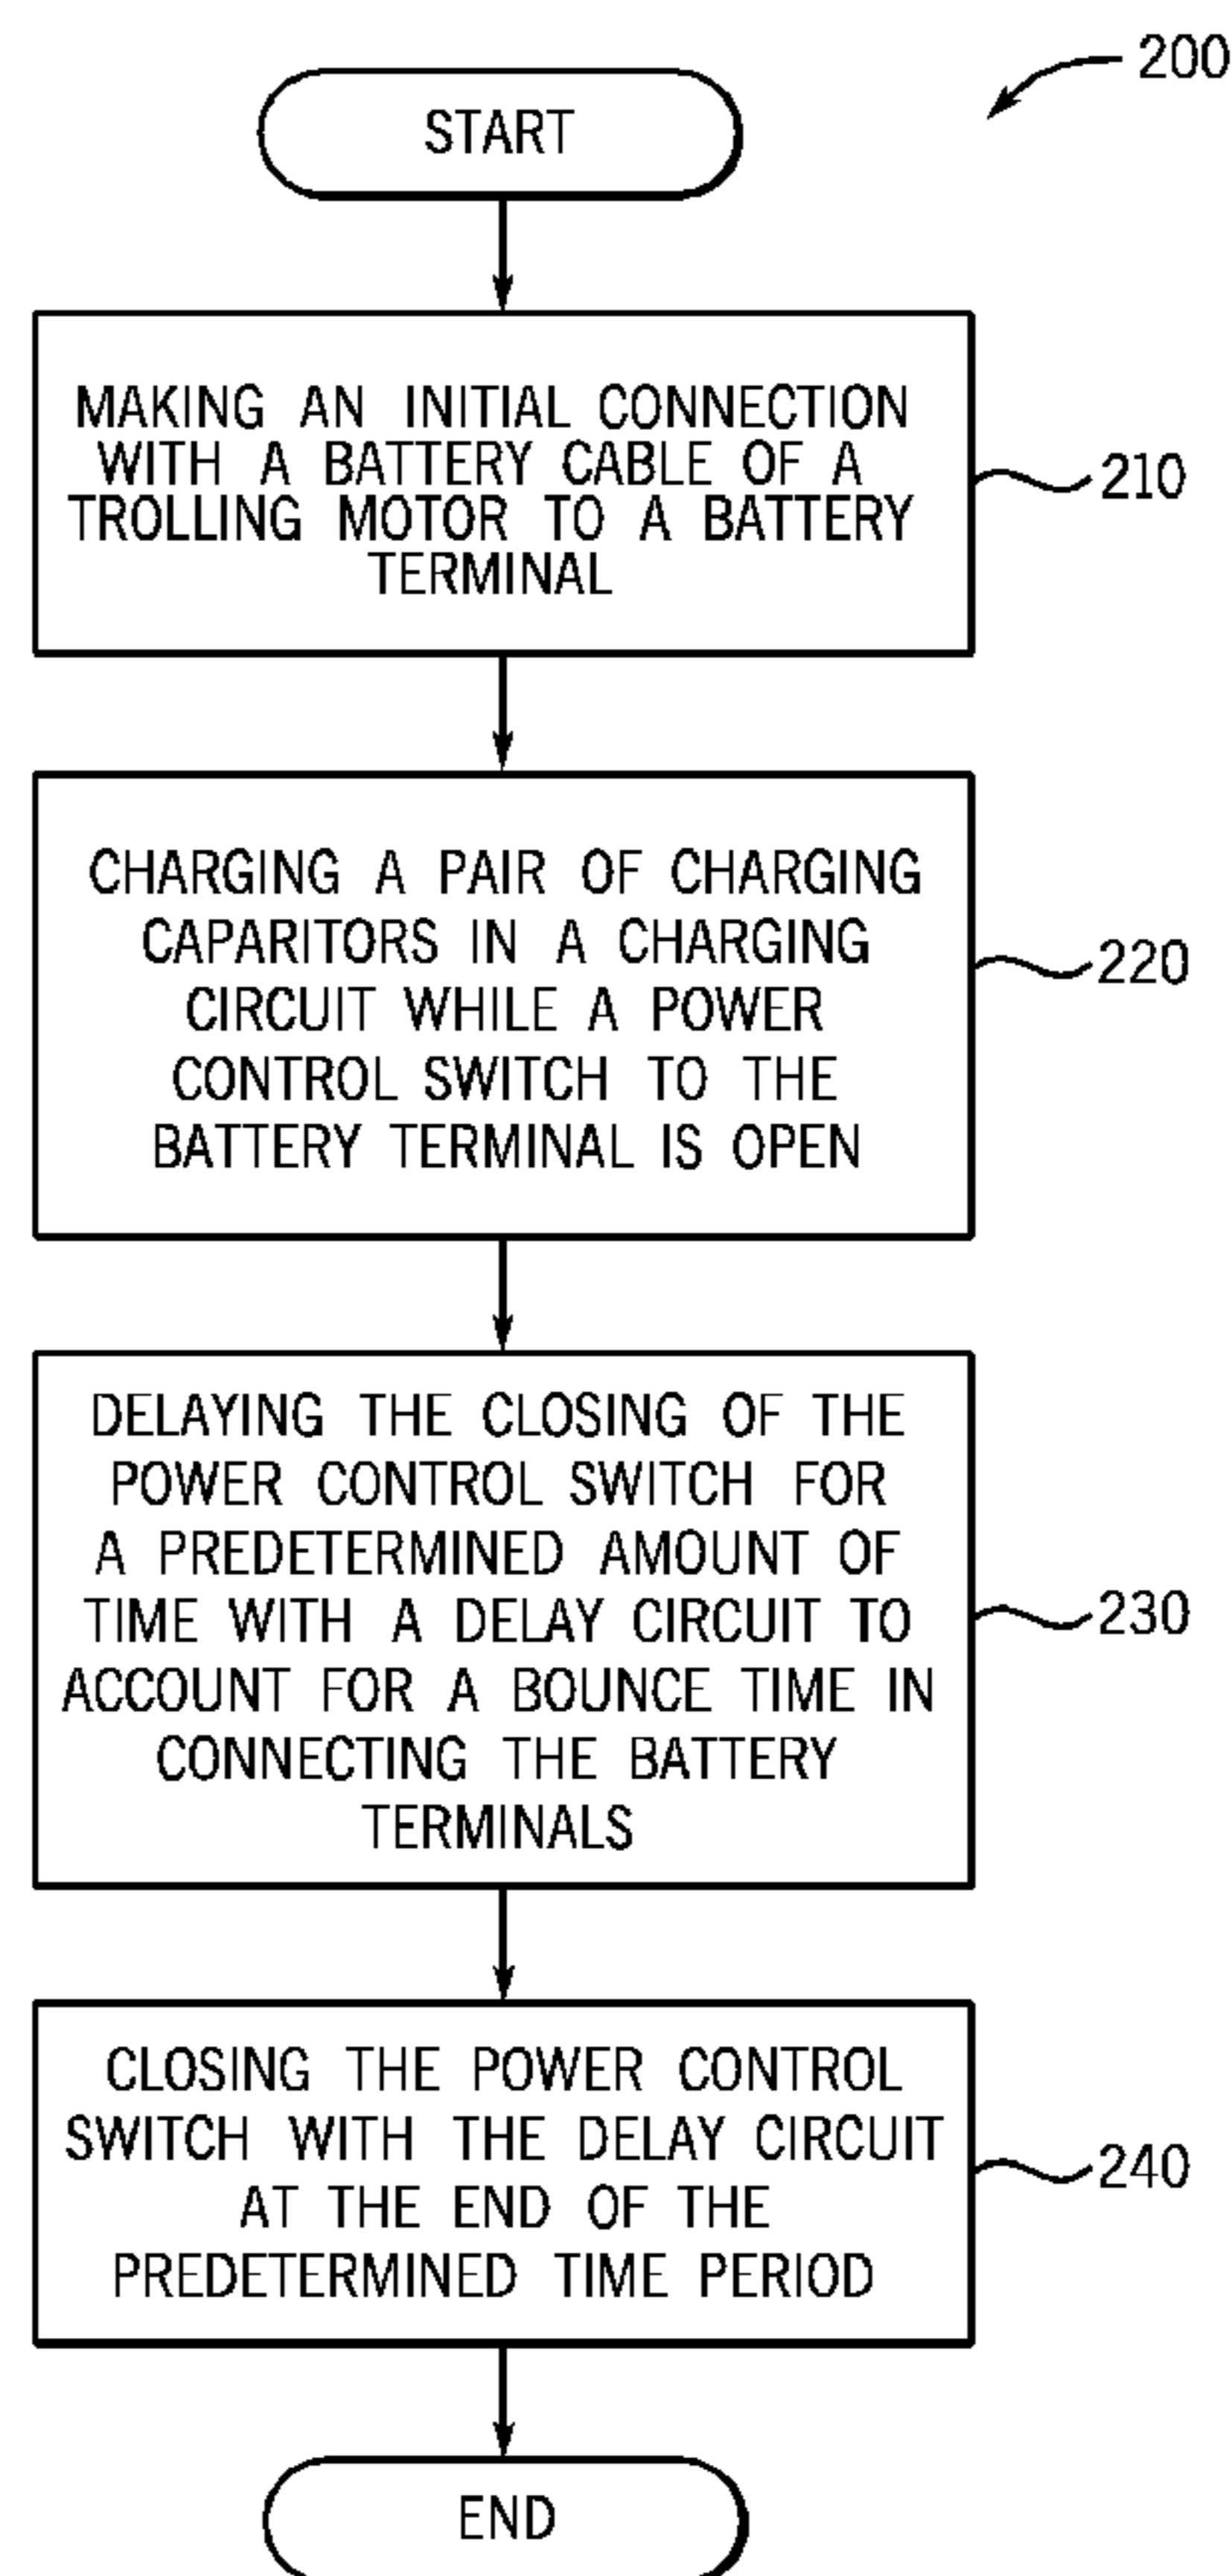 200
START
MAKING AN INITIAL CONNECTION
WITH A BATTERY CABLE OF A
TROLLING MOTOR TO A BATTERY
TERMINAL
210
CHARGING A PAIR OF CHARGING
CAPARITORS IN A CHARGING
CIRCUIT WHILE A POWER
CONTROL SWITCH TO THE
BATTERY TERMINAL IS OPEN
220
DELAYING THE CLOSING OF THE
POWER CONTROL SWITCH FOR
A PREDETERMINED AMOUNT OF
TIME WITH A DELAY CIRCUIT TO
ACCOUNT FOR A BOUNCE TIME IN
CONNECTING THE BATTERY
TERMINALS
230
CLOSING THE POWER CONTROL
SWITCH WITH THE DELAY CIRCUIT
AT THE END OF THE
PREDETERMINED TIME PERIOD
240
END